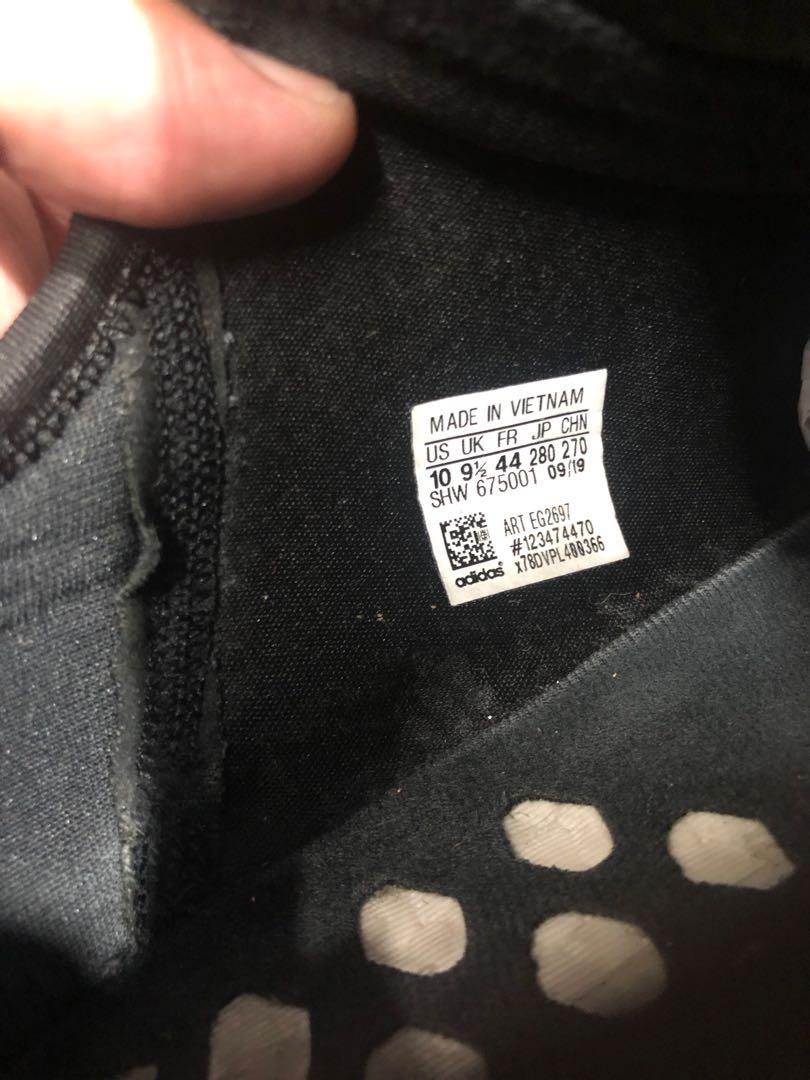 MADE IN VIETNAM
US UK FR JP CHN
10 9½ 44 280 270
SHW 675001 09/19
ART EG2697
#123474470
x78DVPL400366
adidas®